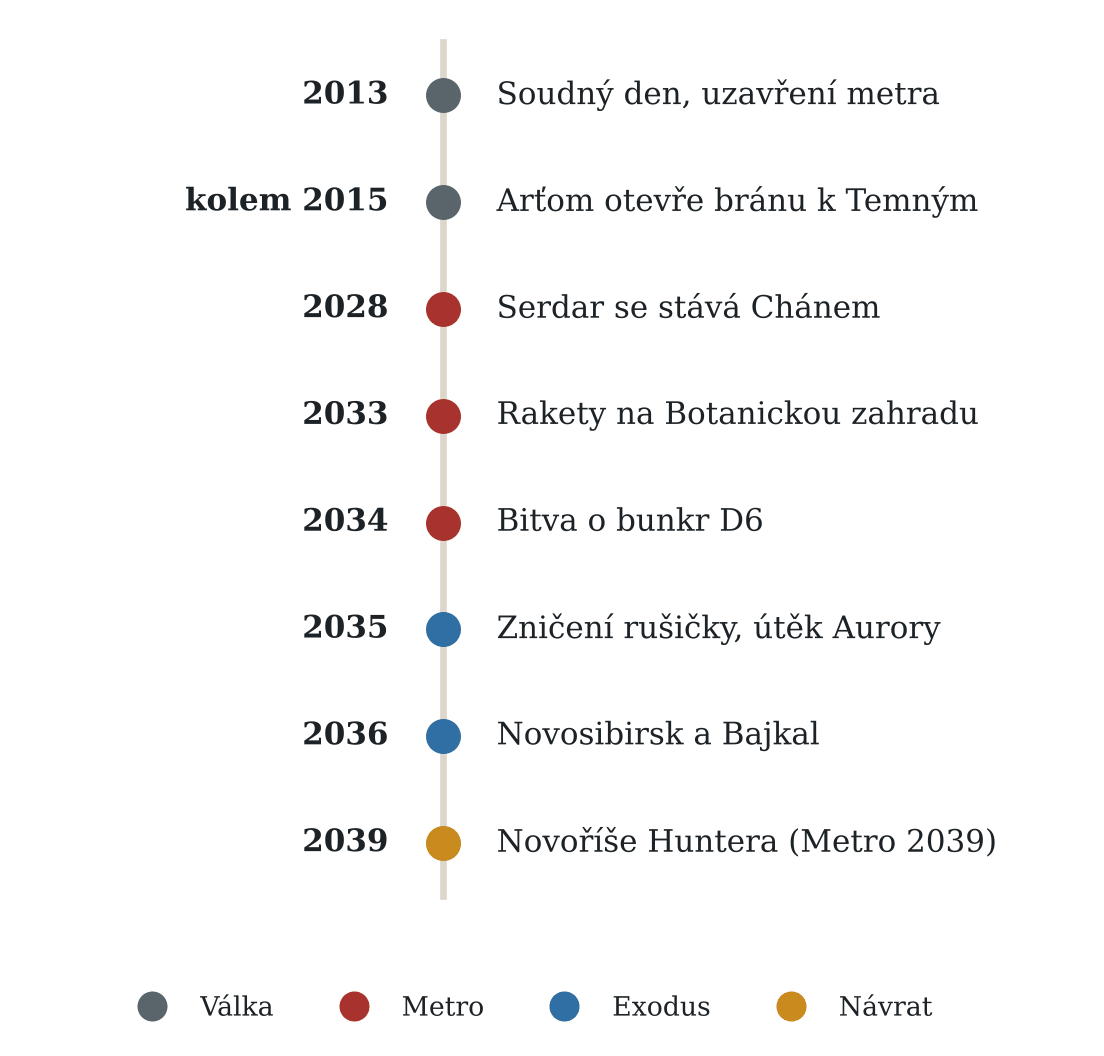 2013 Soudný den, uzavření metra
kolem 2015 Arťom otevře bránu k Temným
2028 Serdar se stává Chánem
2033 Rakety na Botanickou zahradu
2034 Bitva o bunkr D6
2035 Zničení rušičky, útěk Aurory
2036 Novosibirsk a Bajkal
2039 Novoříše Huntera (Metro 2039)
Válka Metro Exodus Návrat